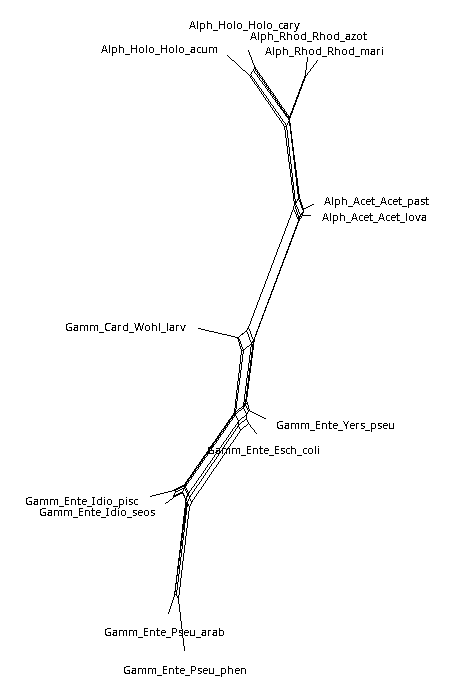 Alph_Holo_Holo_cary
Alph_Rhod_Rhod_azot
Alph_Holo_Holo_acum
Alph_Rhod_Rhod_mari
Alph_Acet_Acet_past
Alph_Acet_Acet_lova
Gamm_Card_Wohl_larv
Gamm_Ente_Yers_pseu
Gamm_Ente_Esch_coli
Gamm_Ente_Idio_pisc
Gamm_Ente_Idio_seos
Gamm_Ente_Pseu_arab
Gamm_Ente_Pseu_phen